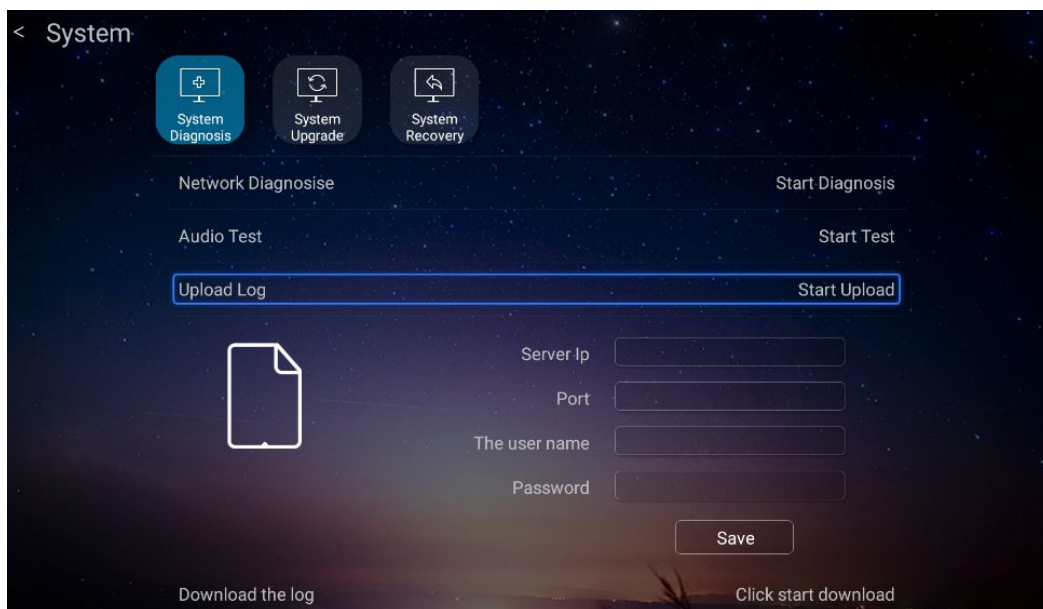 < System
System
Diagnosis
System
Upgrade
System
Recovery
Network Diagnosise Start Diagnosis
Audio Test Start Test
Upload Log Start Upload
Server Ip
Port
The user name
Password
Save
Download the log Click start download